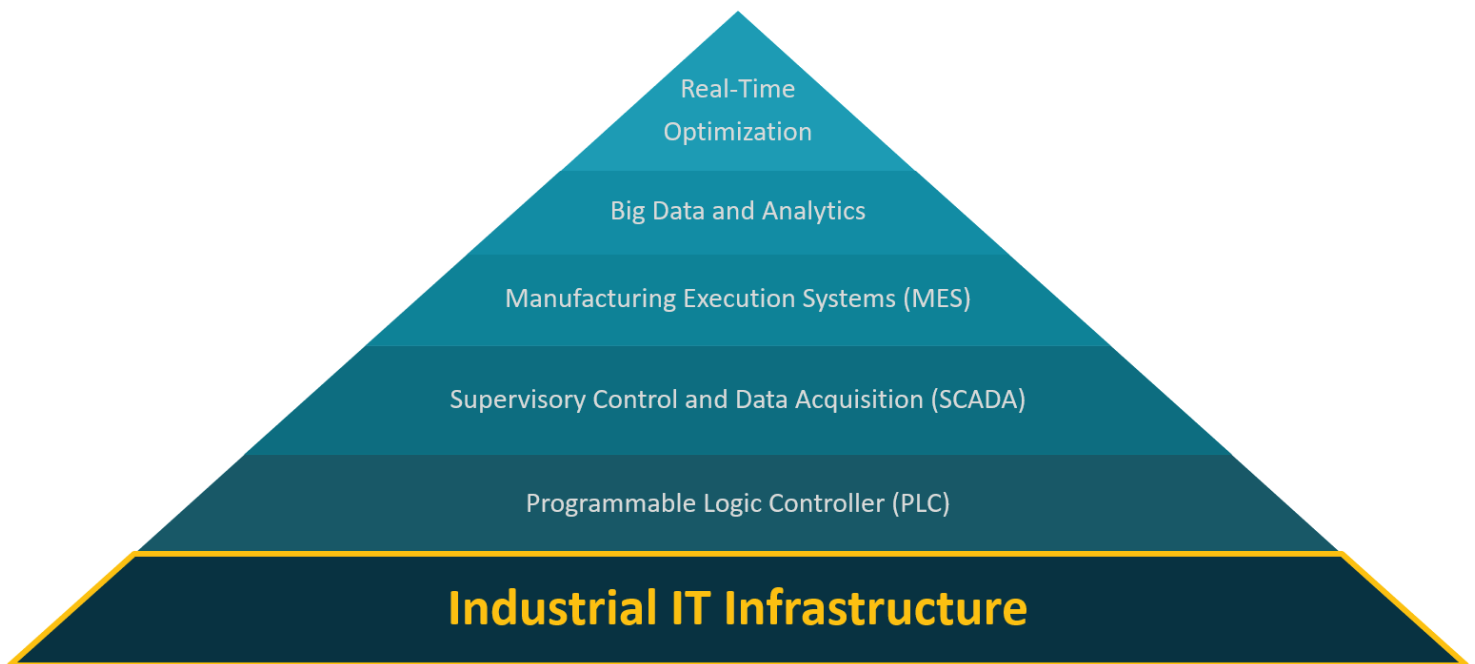 Real-Time
Optimization
Big Data and Analytics
Manufacturing Execution Systems (MES)
Supervisory Control and Data Acquisition (SCADA)
Programmable Logic Controller (PLC)
Industrial IT Infrastructure